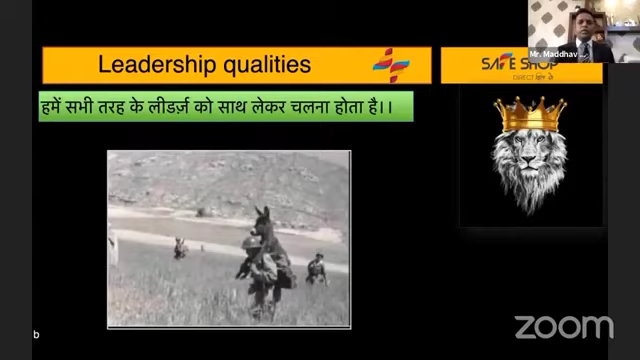 Mr. Maddhav
Leadership qualities
SAFE SHOP
DIRECT
हमें सभी तरह के लीडर्ज़ को साथ लेकर चलना होता है।।
b
zoom